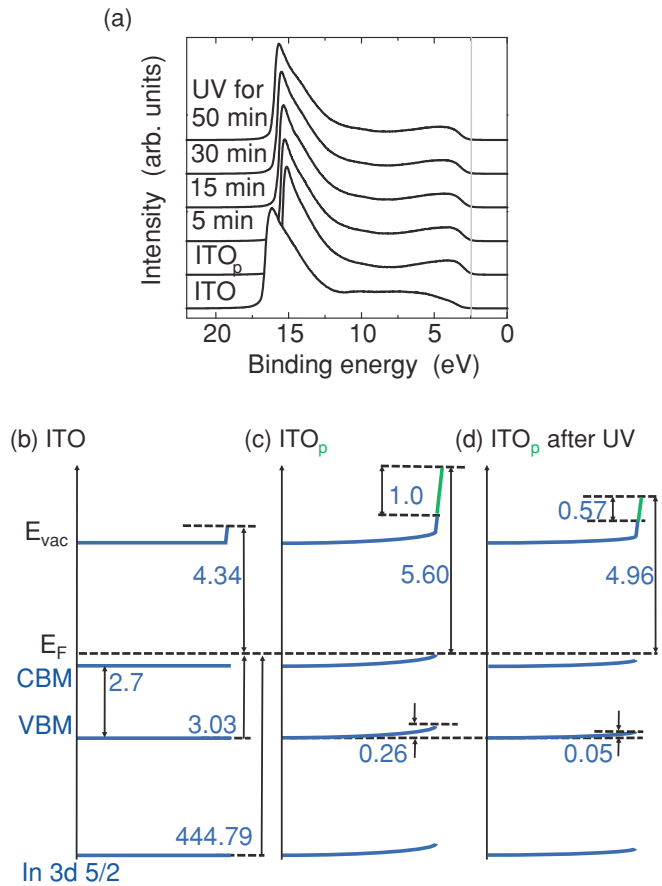 (a)
UV for
50 min
30 min
15 min
5 min
ITOp
ITO
Intensity (arb. units)
20 15 10 5 0
Binding energy (eV)
(b) ITO (c) ITOp (d) ITOp after UV
1.0
0.57
Evac
4.34
5.60
4.96
EF
CBM
2.7
VBM
3.03
0.26
0.05
444.79
In 3d 5/2